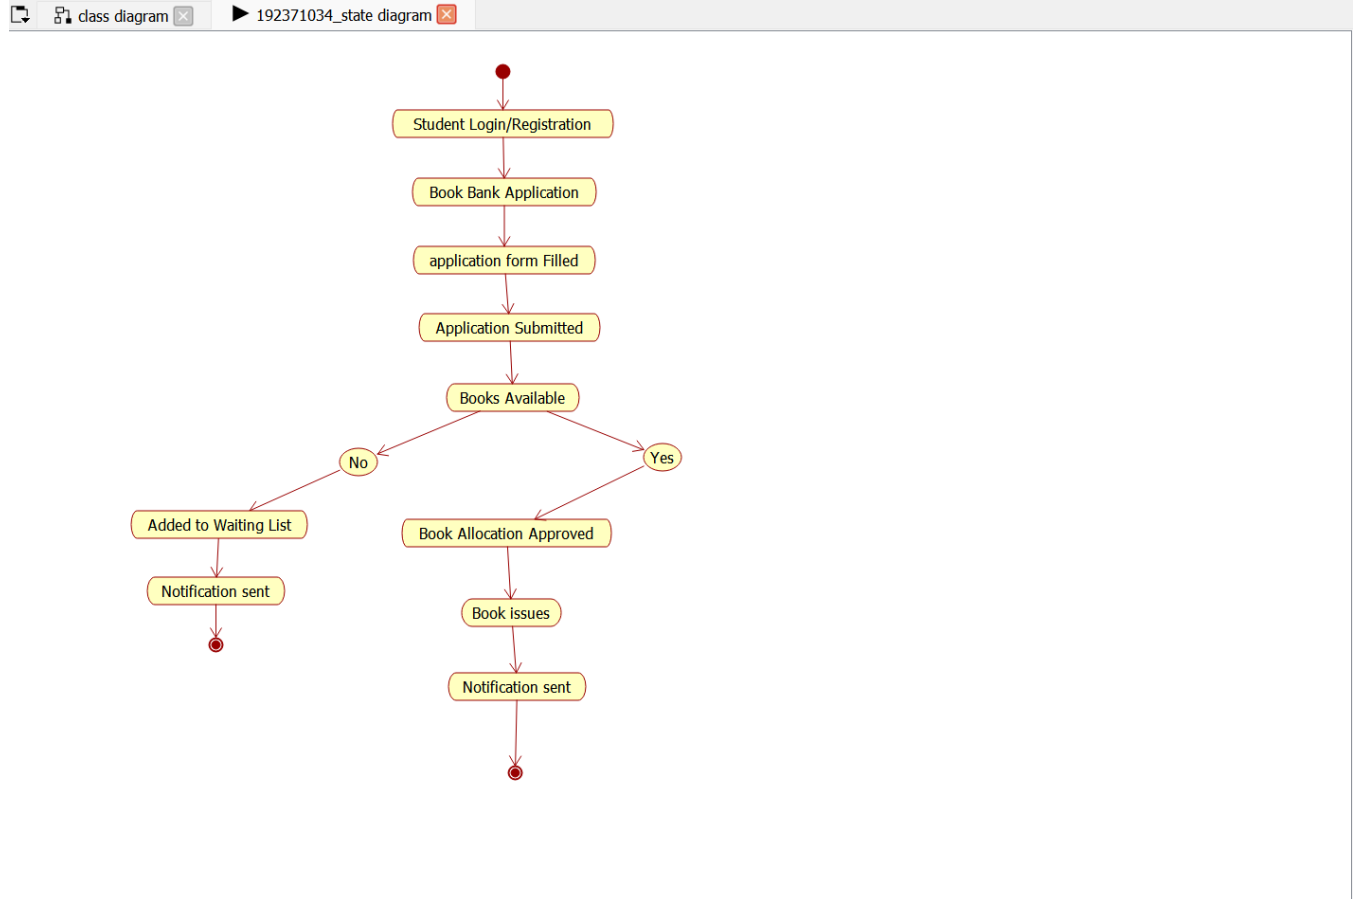 class diagram
192371034_state diagram
Student Login/Registration
Book Bank Application
application form Filled
Application Submitted
Books Available
No
Yes
Added to Waiting List
Book Allocation Approved
Notification sent
Book issues
Notification sent